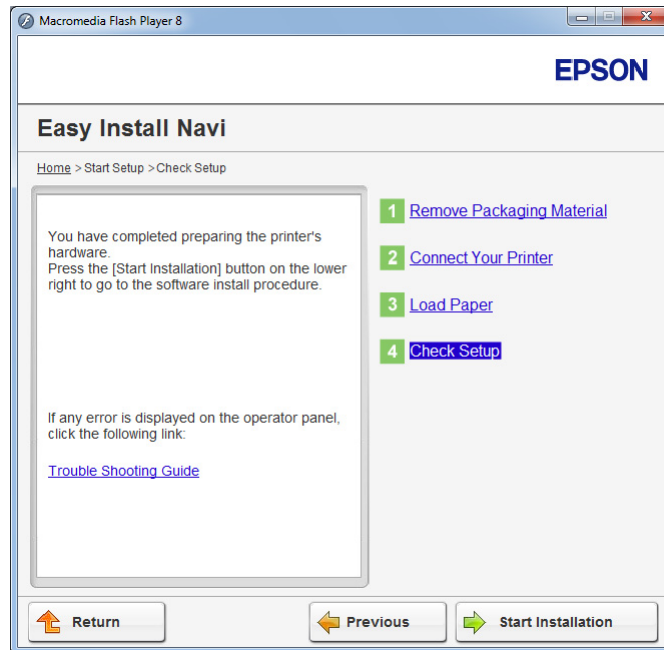 Macromedia Flash Player 8
EPSON
Easy Install Navi
Home > Start Setup >Check Setup
You have completed preparing the printer's
hardware.
Press the [Start Installation] button on the lower
right to go to the software install procedure.
If any error is displayed on the operator panel,
click the following link:
Trouble Shooting Guide
1 Remove Packaging Material
2 Connect Your Printer
3 Load Paper
4 Check Setup
Return
Previous
Start Installation